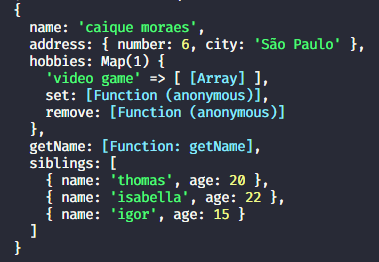 {
  name: 'caique moraes',
  address: { number: 6, city: 'São Paulo' },
  hobbies: Map(1) {
    'video game' => [ [Array] ],
    set: [Function (anonymous)],
    remove: [Function (anonymous)]
  },
  getName: [Function: getName],
  siblings: [
    { name: 'thomas', age: 20 },
    { name: 'isabella', age: 22 },
    { name: 'igor', age: 15 }
  ]
}